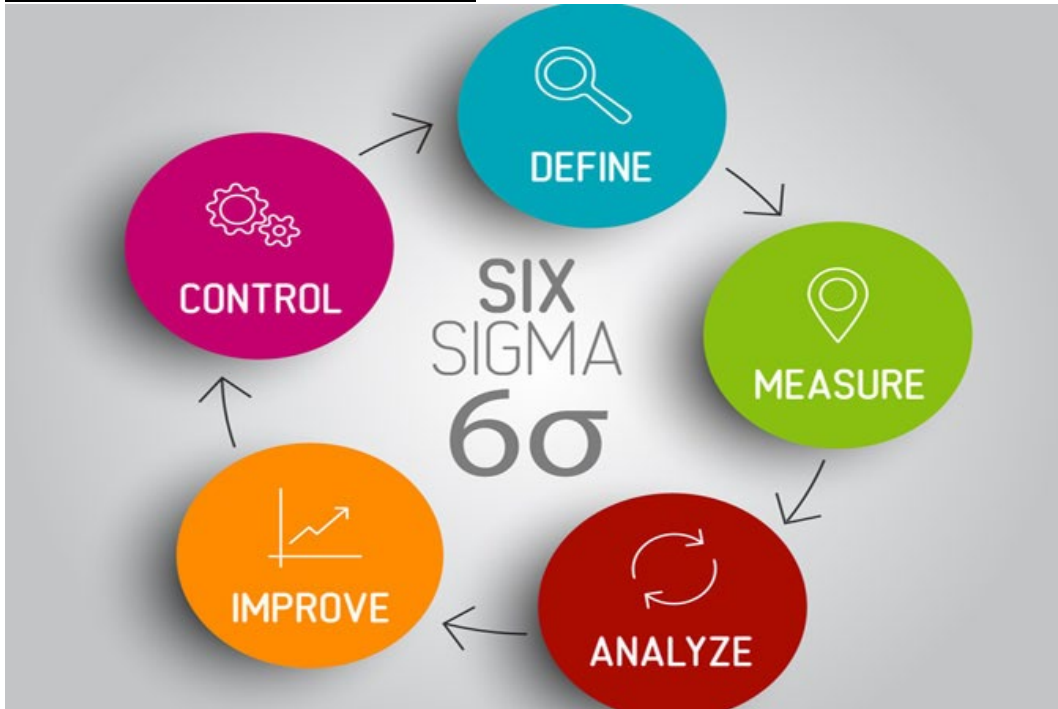 DEFINE
CONTROL
SIX
SIGMA
6σ
MEASURE
IMPROVE
ANALYZE